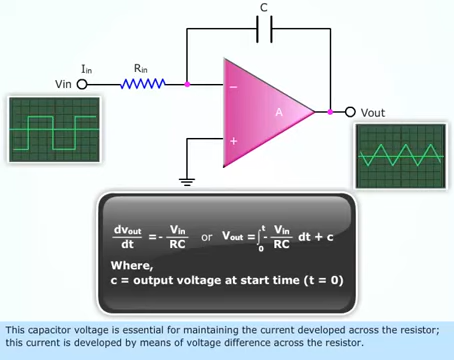 C
Iin Rin
Vin
−
A
+
Vout
dvout/dt = - Vin/RC or Vout = ∫₀ᵗ - Vin/RC dt + c
Where,
c = output voltage at start time (t = 0)
This capacitor voltage is essential for maintaining the current developed across the resistor;
this current is developed by means of voltage difference across the resistor.